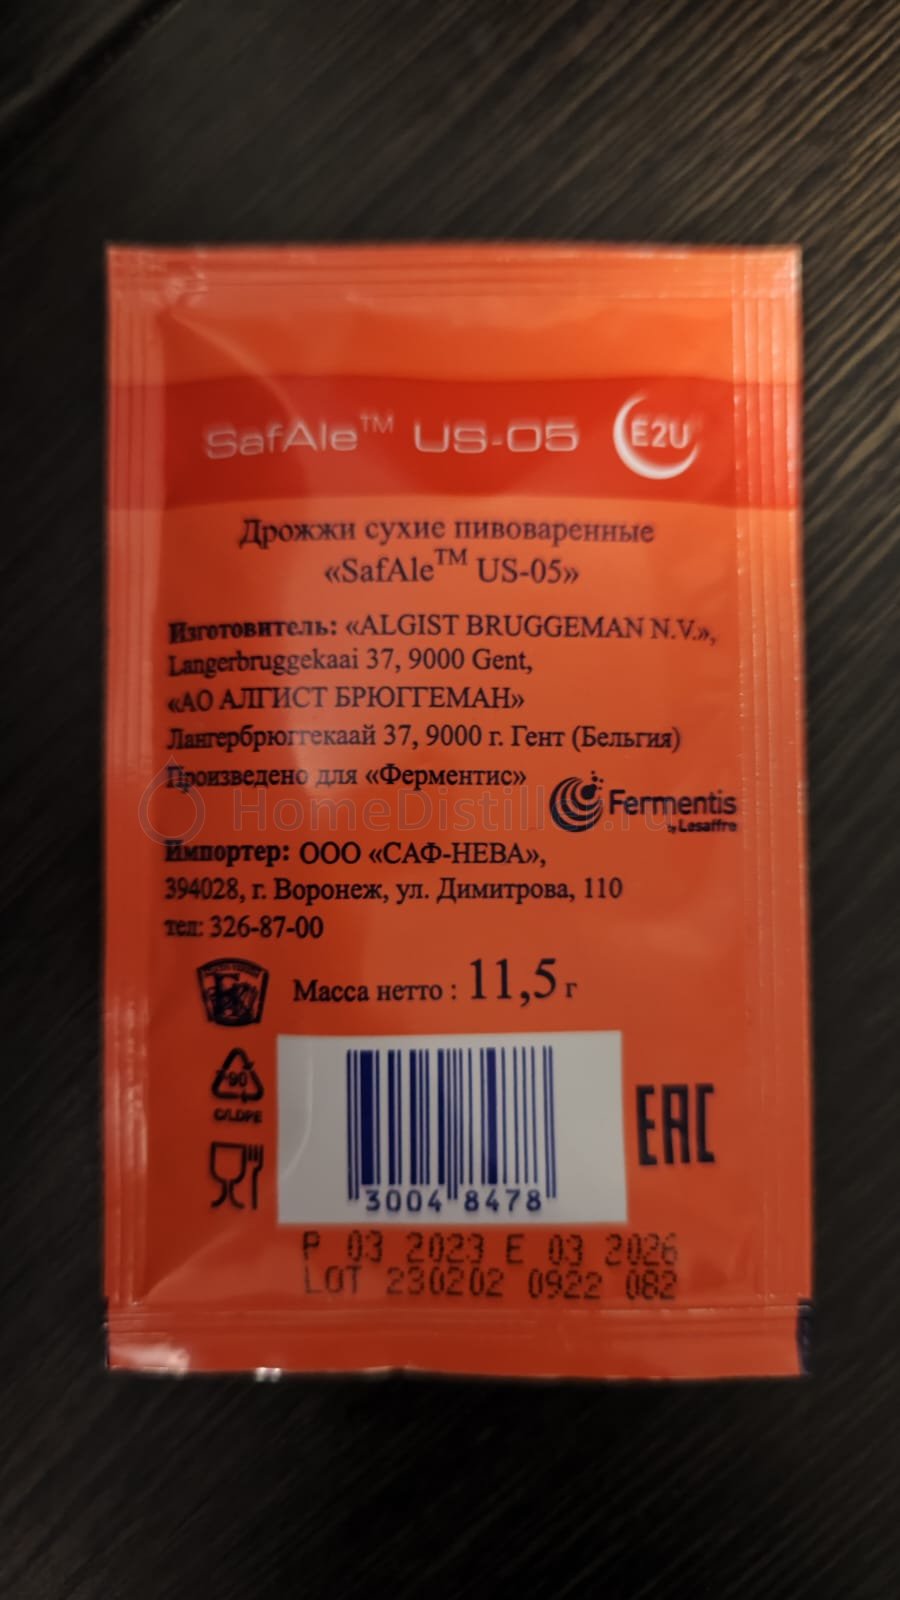 SafAle™ US-05 E2U
Дрожжи сухие пивоваренные
«SafAle™ US-05»
Изготовитель: «ALGIST BRUGGEMAN N.V.»,
Langerbruggekaai 37, 9000 Gent,
«АО АЛГИСТ БРЮГГЕМАН»
Лангербрюггекаай 37, 9000 г. Гент (Бельгия)
Произведено для «Ферментис»
Fermentis
by Lesaffre
HomeDistiller.ru
Импортер: ООО «САФ-НЕВА»,
394028, г. Воронеж, ул. Димитрова, 110
тел: 326-87-00
Масса нетто : 11,5 г
90
C/LDPE
EAC
3004 8478
P 03 2023 E 03 2026
LOT 230202 0922 082